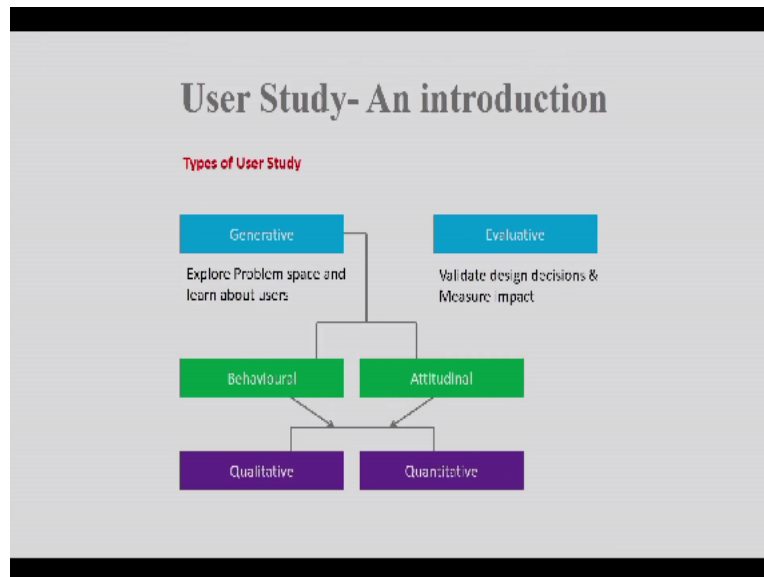 User Study- An introduction
Types of User Study
Generative
Evaluative
Explore Problem space and
learn about users
Validate design decisions &
Measure impact
Behavioural
Attitudinal
Qualitative
Quantitative